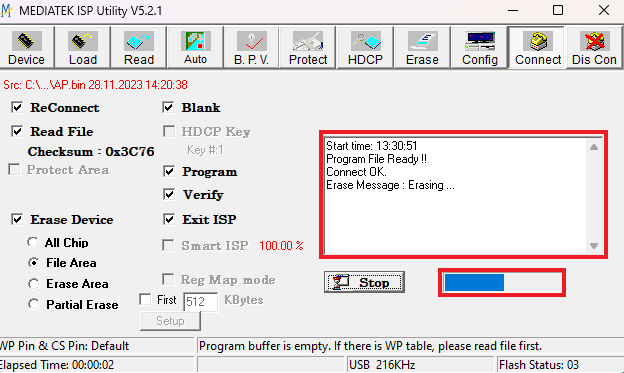 MEDIATEK ISP Utility V5.2.1
Device Load Read Auto B. P. V. Protect HDCP Erase Config Connect Dis Con
Src: C:\...\AP.bin 28.11.2023 14:20:38
ReConnect
Blank
Read File
HDCP Key
Checksum : 0x3C76
Key #:1
Protect Area
Program
Verify
Erase Device
Exit ISP
All Chip
Smart ISP 100.00 %
File Area
Erase Area
Reg Map mode
Partial Erase
First 512 KBytes
Setup
Start time: 13:30:51
Program File Ready !!
Connect OK.
Erase Message : Erasing ...
Stop
WP Pin & CS Pin: Default
Program buffer is empty. If there is WP table, please read file first.
Elapsed Time: 00:00:02
USB 216KHz
Flash Status: 03